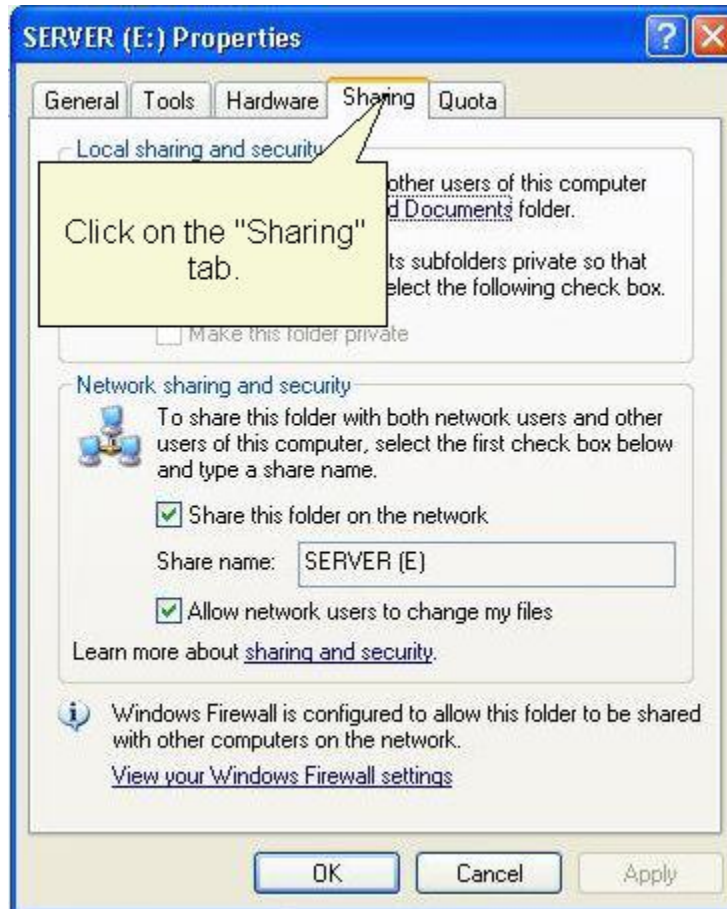 SERVER (E:) Properties
General Tools Hardware Sharing Quota
Local sharing and security
other users of this computer
d Documents folder.
Click on the "Sharing"
tab.
ts subfolders private so that
elect the following check box.
Make this folder private
Network sharing and security
To share this folder with both network users and other
users of this computer, select the first check box below
and type a share name.
Share this folder on the network
Share name: SERVER (E)
Allow network users to change my files
Learn more about sharing and security.
Windows Firewall is configured to allow this folder to be shared
with other computers on the network.
View your Windows Firewall settings
OK Cancel Apply